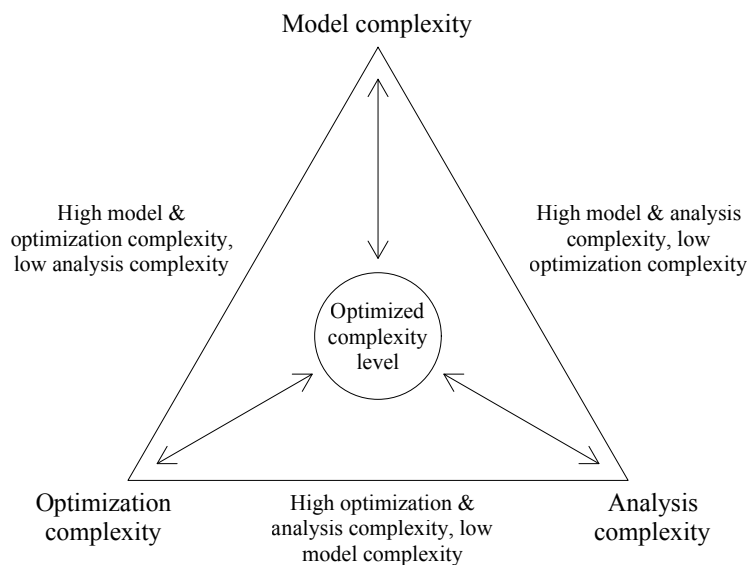 Model complexity
High model &
optimization complexity,
low analysis complexity
High model & analysis
complexity, low
optimization complexity
Optimized
complexity
level
Optimization
complexity
High optimization &
analysis complexity, low
model complexity
Analysis
complexity